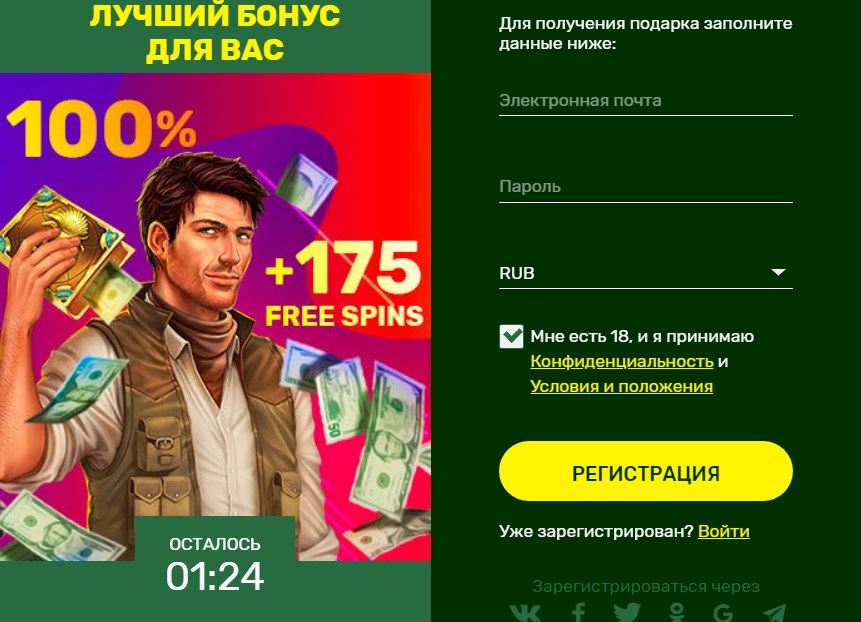 ЛУЧШИЙ БОНУС
ДЛЯ ВАС
100%
+175
FREE SPINS
50
ОСТАЛОСЬ
01:24
Для получения подарка заполните
данные ниже:
Электронная почта
Пароль
RUB
Мне есть 18, и я принимаю
Конфиденциальность и
Условия и положения
РЕГИСТРАЦИЯ
Уже зарегистрирован? Войти
Зарегистрироваться через